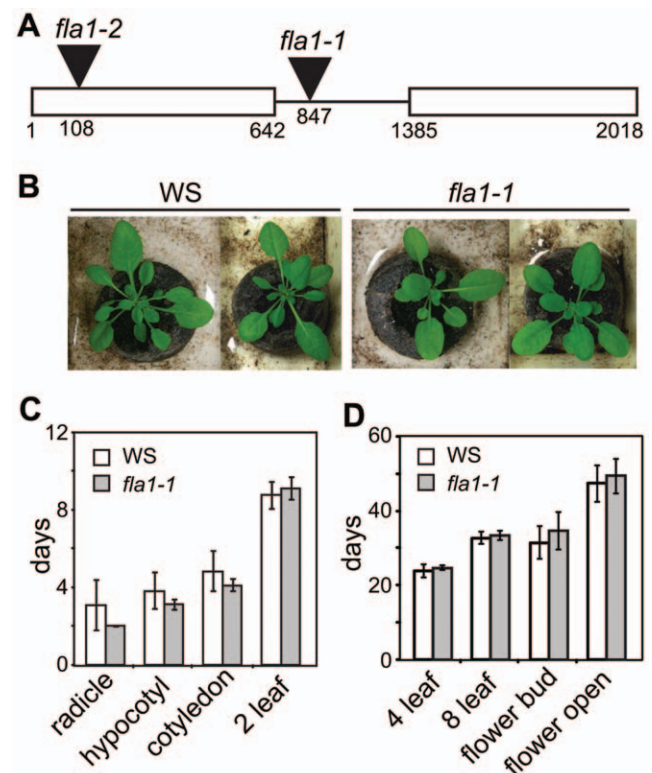 A
fla1-2
fla1-1
1 108 642 847 1385 2018
B
WS fla1-1
C
12
8
4
0
days
WS
fla1-1
radicle
hypocotyl
cotyledon
2 leaf
D
60
40
20
0
days
WS
fla1-1
4 leaf
8 leaf
flower bud
flower open